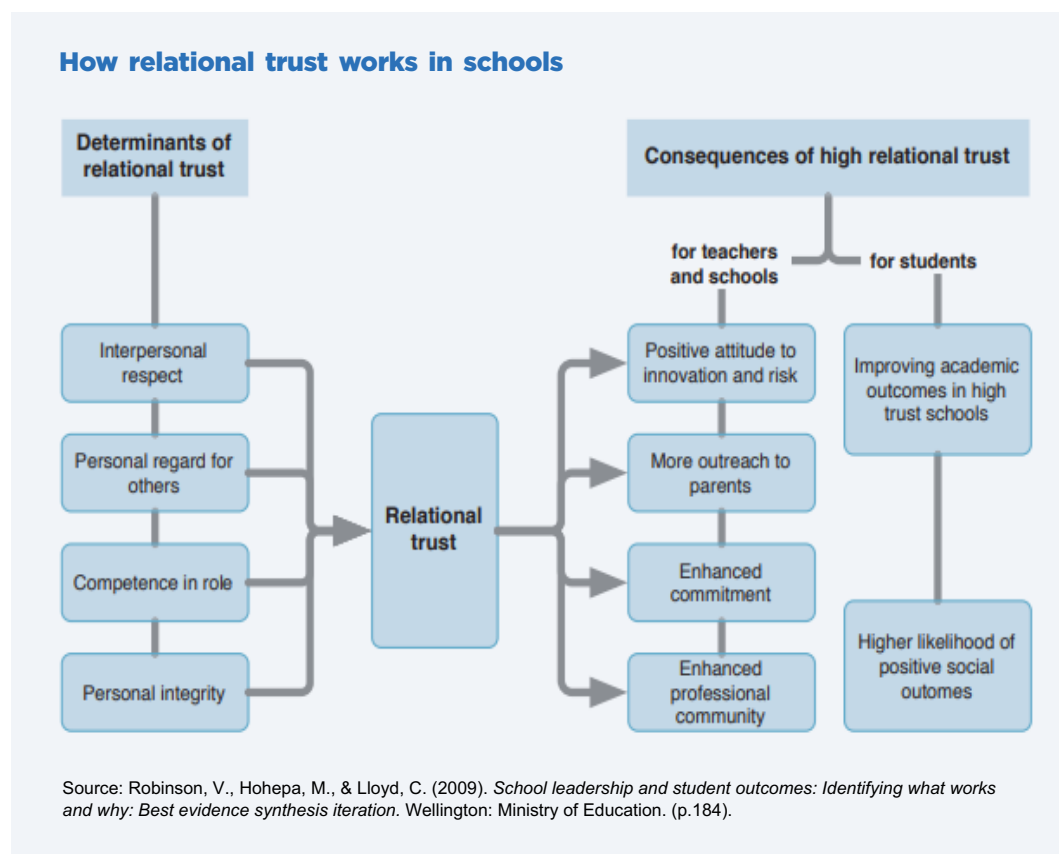 How relational trust works in schools
Determinants of
relational trust
Interpersonal
respect
Personal regard for
others
Competence in role
Personal integrity
Relational
trust
Consequences of high relational trust
for teachers
and schools
Positive attitude to
innovation and risk
More outreach to
parents
Enhanced
commitment
Enhanced
professional
community
for students
Improving academic
outcomes in high
trust schools
Higher likelihood of
positive social
outomes
Source: Robinson, V., Hohepa, M., & Lloyd, C. (2009). School leadership and student outcomes: Identifying what works
and why: Best evidence synthesis iteration. Wellington: Ministry of Education. (p.184).